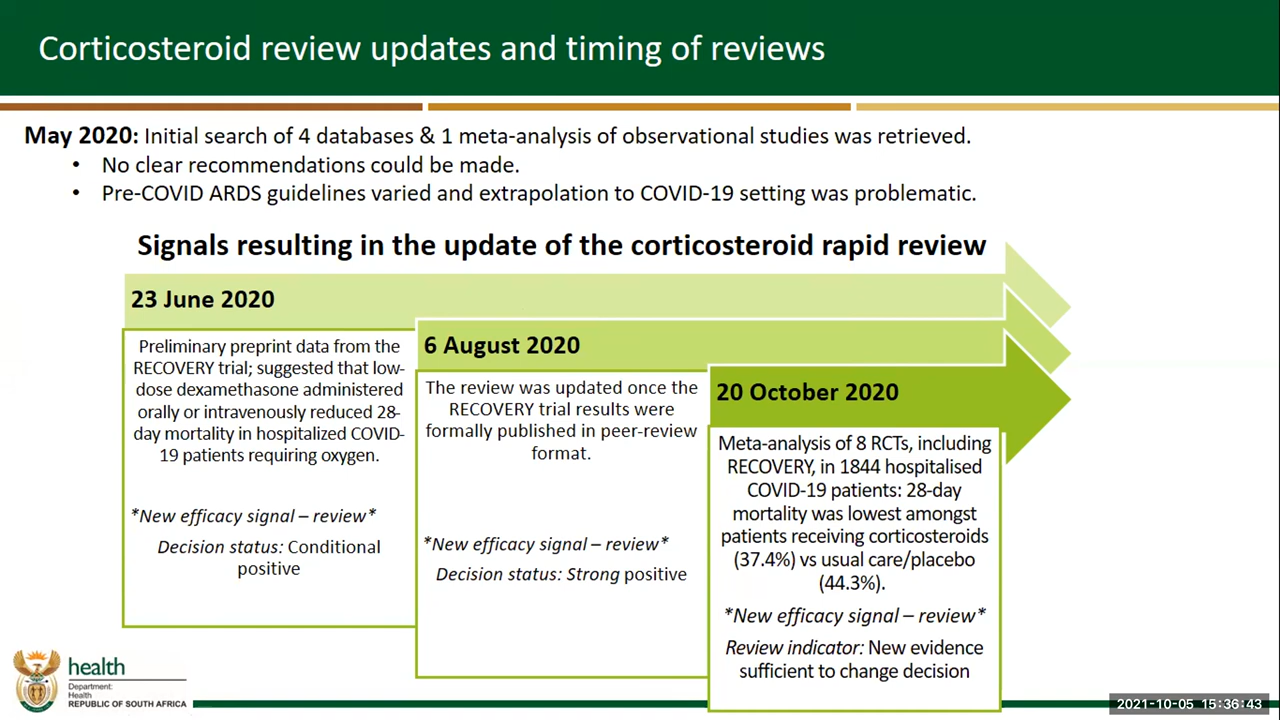 Corticosteroid review updates and timing of reviews
May 2020: Initial search of 4 databases & 1 meta-analysis of observational studies was retrieved.
• No clear recommendations could be made.
• Pre-COVID ARDS guidelines varied and extrapolation to COVID-19 setting was problematic.
Signals resulting in the update of the corticosteroid rapid review
23 June 2020
Preliminary preprint data from the
RECOVERY trial; suggested that low-
dose dexamethasone administered
orally or intravenously reduced 28-
day mortality in hospitalized COVID-
19 patients requiring oxygen.
*New efficacy signal – review*
Decision status: Conditional
positive
6 August 2020
The review was updated once the
RECOVERY trial results were
formally published in peer-review
format.
*New efficacy signal – review*
Decision status: Strong positive
20 October 2020
Meta-analysis of 8 RCTs, including
RECOVERY, in 1844 hospitalised
COVID-19 patients: 28-day
mortality was lowest amongst
patients receiving corticosteroids
(37.4%) vs usual care/placebo
(44.3%).
*New efficacy signal – review*
Review indicator: New evidence
sufficient to change decision
health
Department:
Health
REPUBLIC OF SOUTH AFRICA
2021-10-05 15:36:43